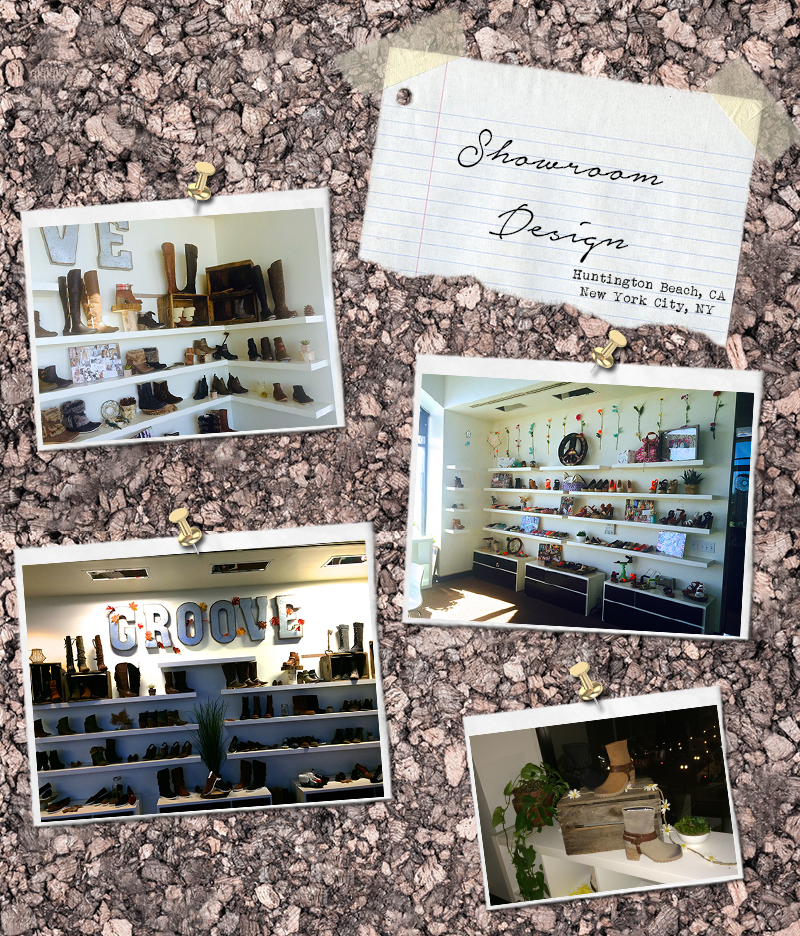 Showroom
Design
Huntington Beach, CA
New York City, NY
VE
GROOVE